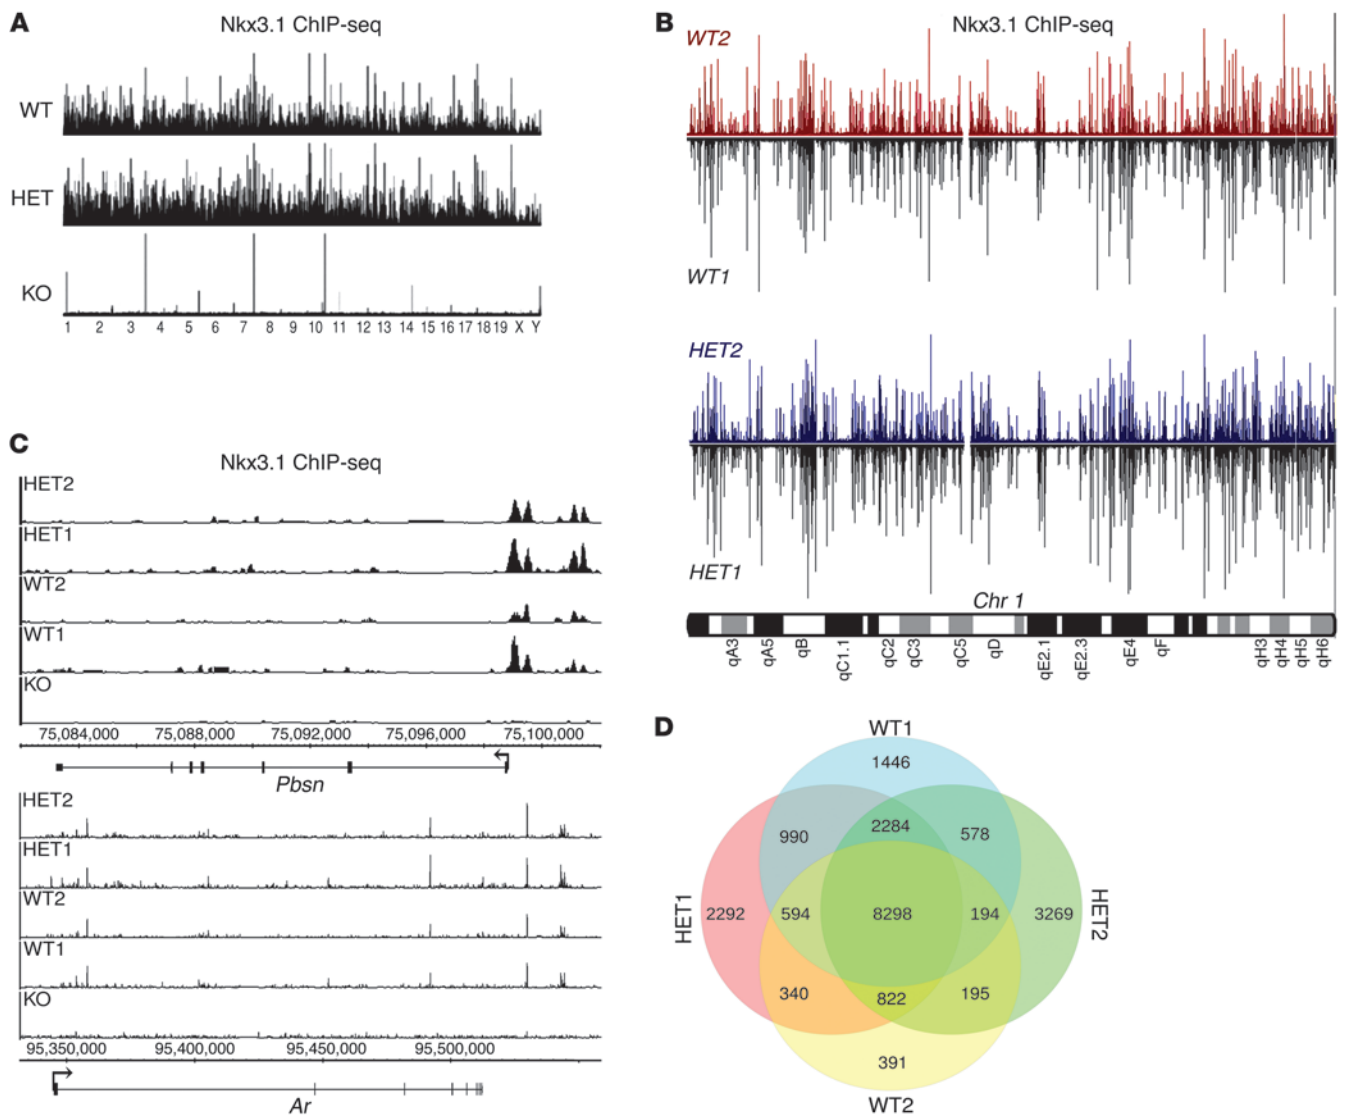 A
Nkx3.1 ChIP-seq
WT
HET
KO
1 2 3 4 5 6 7 8 9 10 11 12 13 14 15 16 17 18 19 X Y
B
Nkx3.1 ChIP-seq
WT2
WT1
HET2
HET1
Chr 1
qA3 qA5 qB qC1.1 qC2 qC3 qC5 qD qE2.1 qE2.3 qE4 qF qH3 qH4 qH5 qH6
C
Nkx3.1 ChIP-seq
HET2
HET1
WT2
WT1
KO
75,084,000 75,088,000 75,092,000 75,096,000 75,100,000
Pbsn
HET2
HET1
WT2
WT1
KO
95,350,000 95,400,000 95,450,000 95,500,000
Ar
D
WT1
1446
990 2284 578
HET1 2292 594 8298 194 3269 HET2
340 822 195
391
WT2